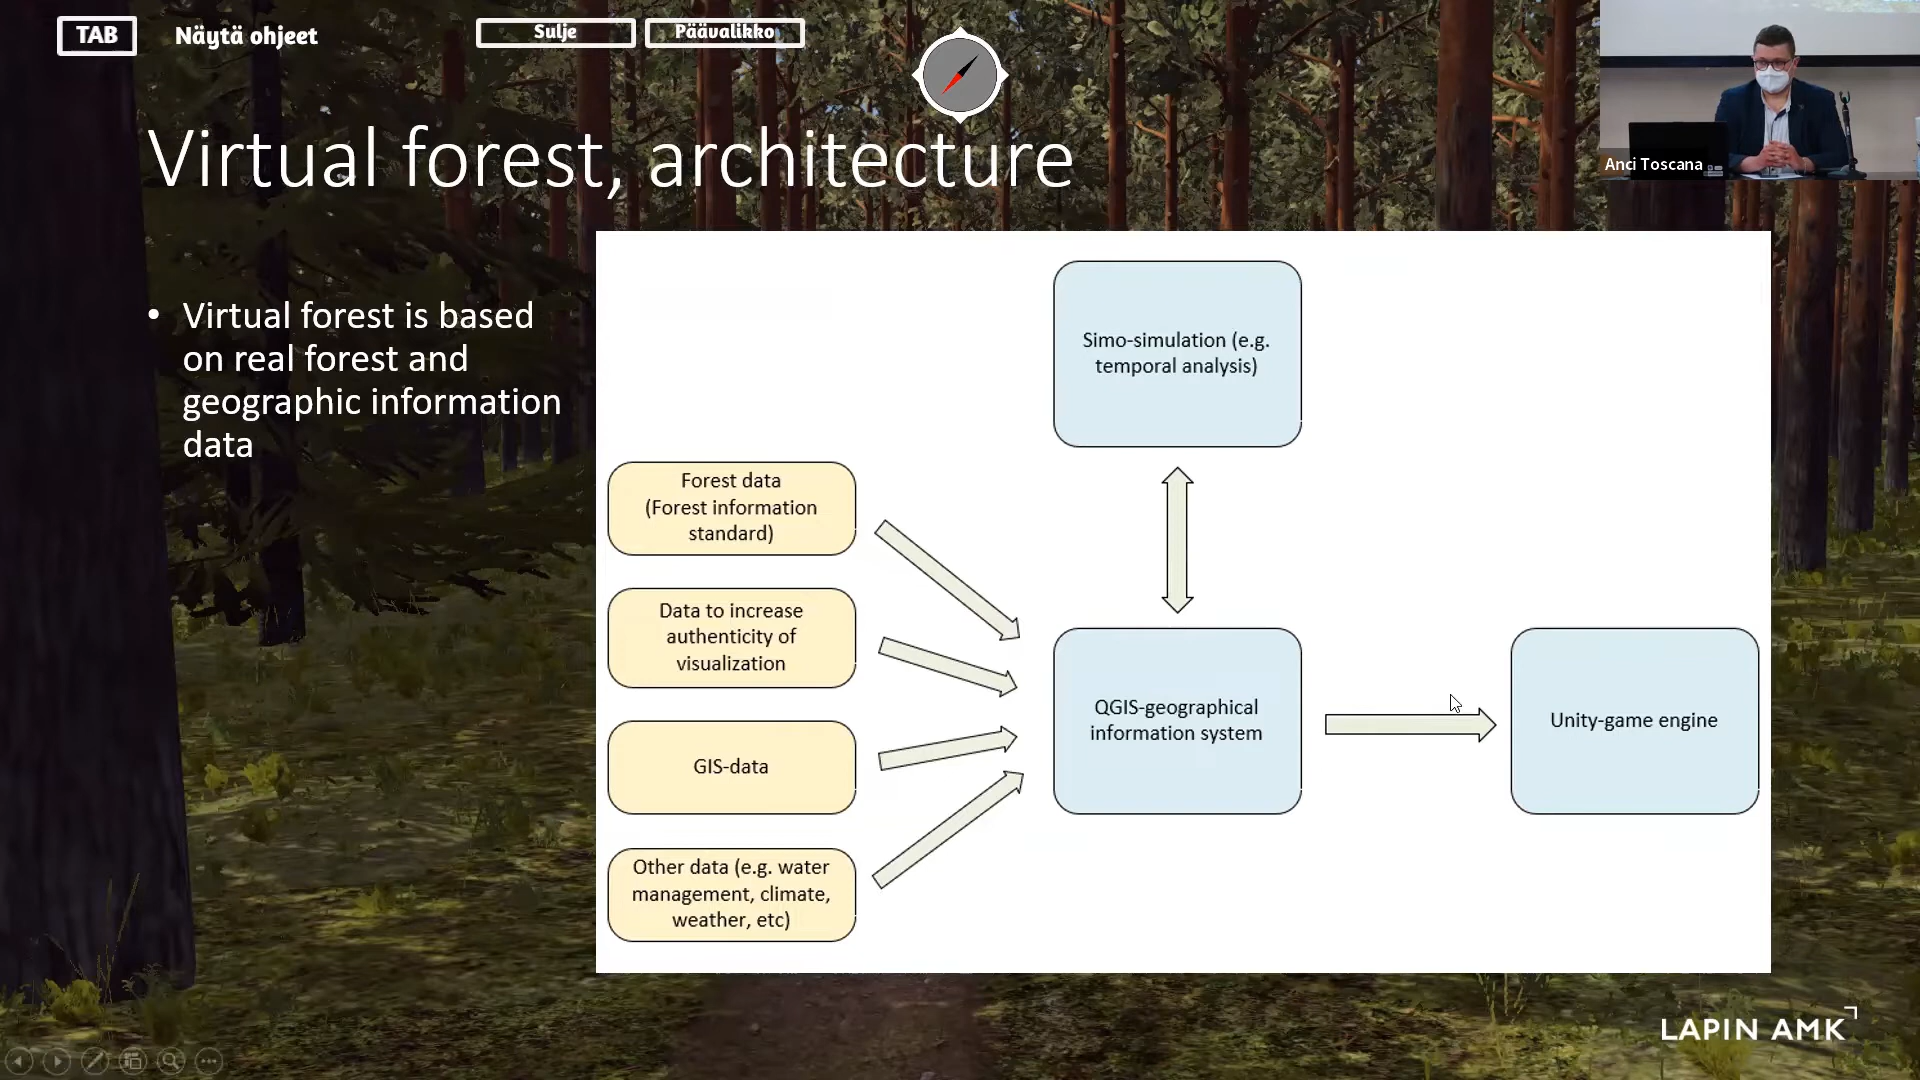 TAB
Näytä ohjeet
Sulje
Päävalikko
Anci Toscana
Virtual forest, architecture
• Virtual forest is based
on real forest and
geographic information
data
Simo-simulation (e.g.
temporal analysis)
Forest data
(Forest information
standard)
Data to increase
authenticity of
visualization
GIS-data
Other data (e.g. water
management, climate,
weather, etc)
QGIS-geographical
information system
Unity-game engine
LAPIN AMK